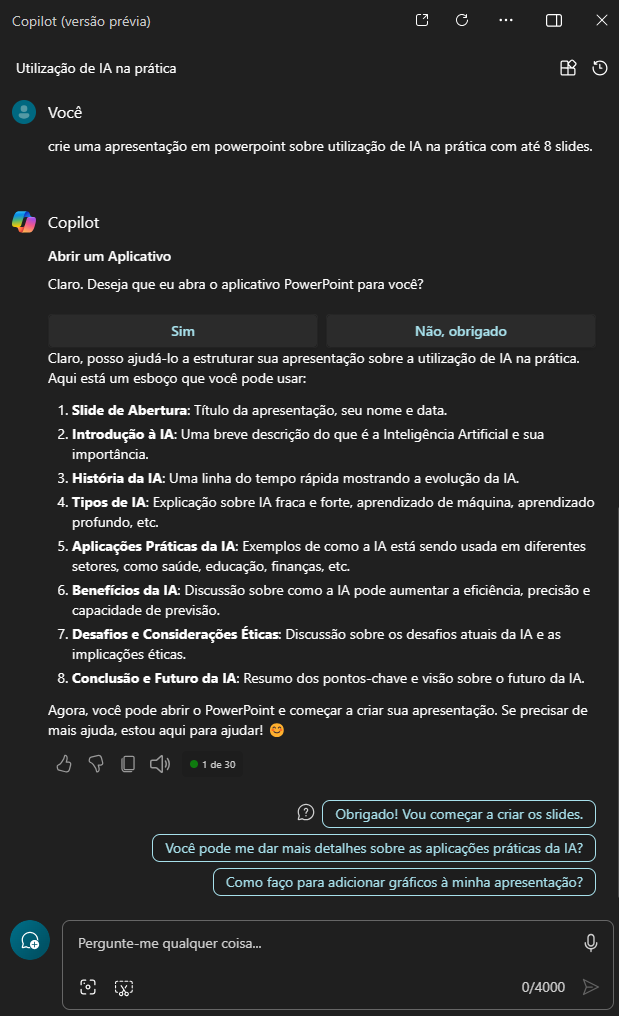 Copilot (versão prévia)
Utilização de IA na prática
Você
crie uma apresentação em powerpoint sobre utilização de IA na prática com até 8 slides.
Copilot
Abrir um Aplicativo
Claro. Deseja que eu abra o aplicativo PowerPoint para você?
Sim
Não, obrigado
Claro, posso ajudá-lo a estruturar sua apresentação sobre a utilização de IA na prática.
Aqui está um esboço que você pode usar:
1. Slide de Abertura: Título da apresentação, seu nome e data.
2. Introdução à IA: Uma breve descrição do que é a Inteligência Artificial e sua
importância.
3. História da IA: Uma linha do tempo rápida mostrando a evolução da IA.
4. Tipos de IA: Explicação sobre IA fraca e forte, aprendizado de máquina, aprendizado
profundo, etc.
5. Aplicações Práticas da IA: Exemplos de como a IA está sendo usada em diferentes
setores, como saúde, educação, finanças, etc.
6. Benefícios da IA: Discussão sobre como a IA pode aumentar a eficiência, precisão e
capacidade de previsão.
7. Desafios e Considerações Éticas: Discussão sobre os desafios atuais da IA e as
implicações éticas.
8. Conclusão e Futuro da IA: Resumo dos pontos-chave e visão sobre o futuro da IA.
Agora, você pode abrir o PowerPoint e começar a criar sua apresentação. Se precisar de
mais ajuda, estou aqui para ajudar! 😊
1 de 30
Obrigado! Vou começar a criar os slides.
Você pode me dar mais detalhes sobre as aplicações práticas da IA?
Como faço para adicionar gráficos à minha apresentação?
Pergunte-me qualquer coisa...
0/4000